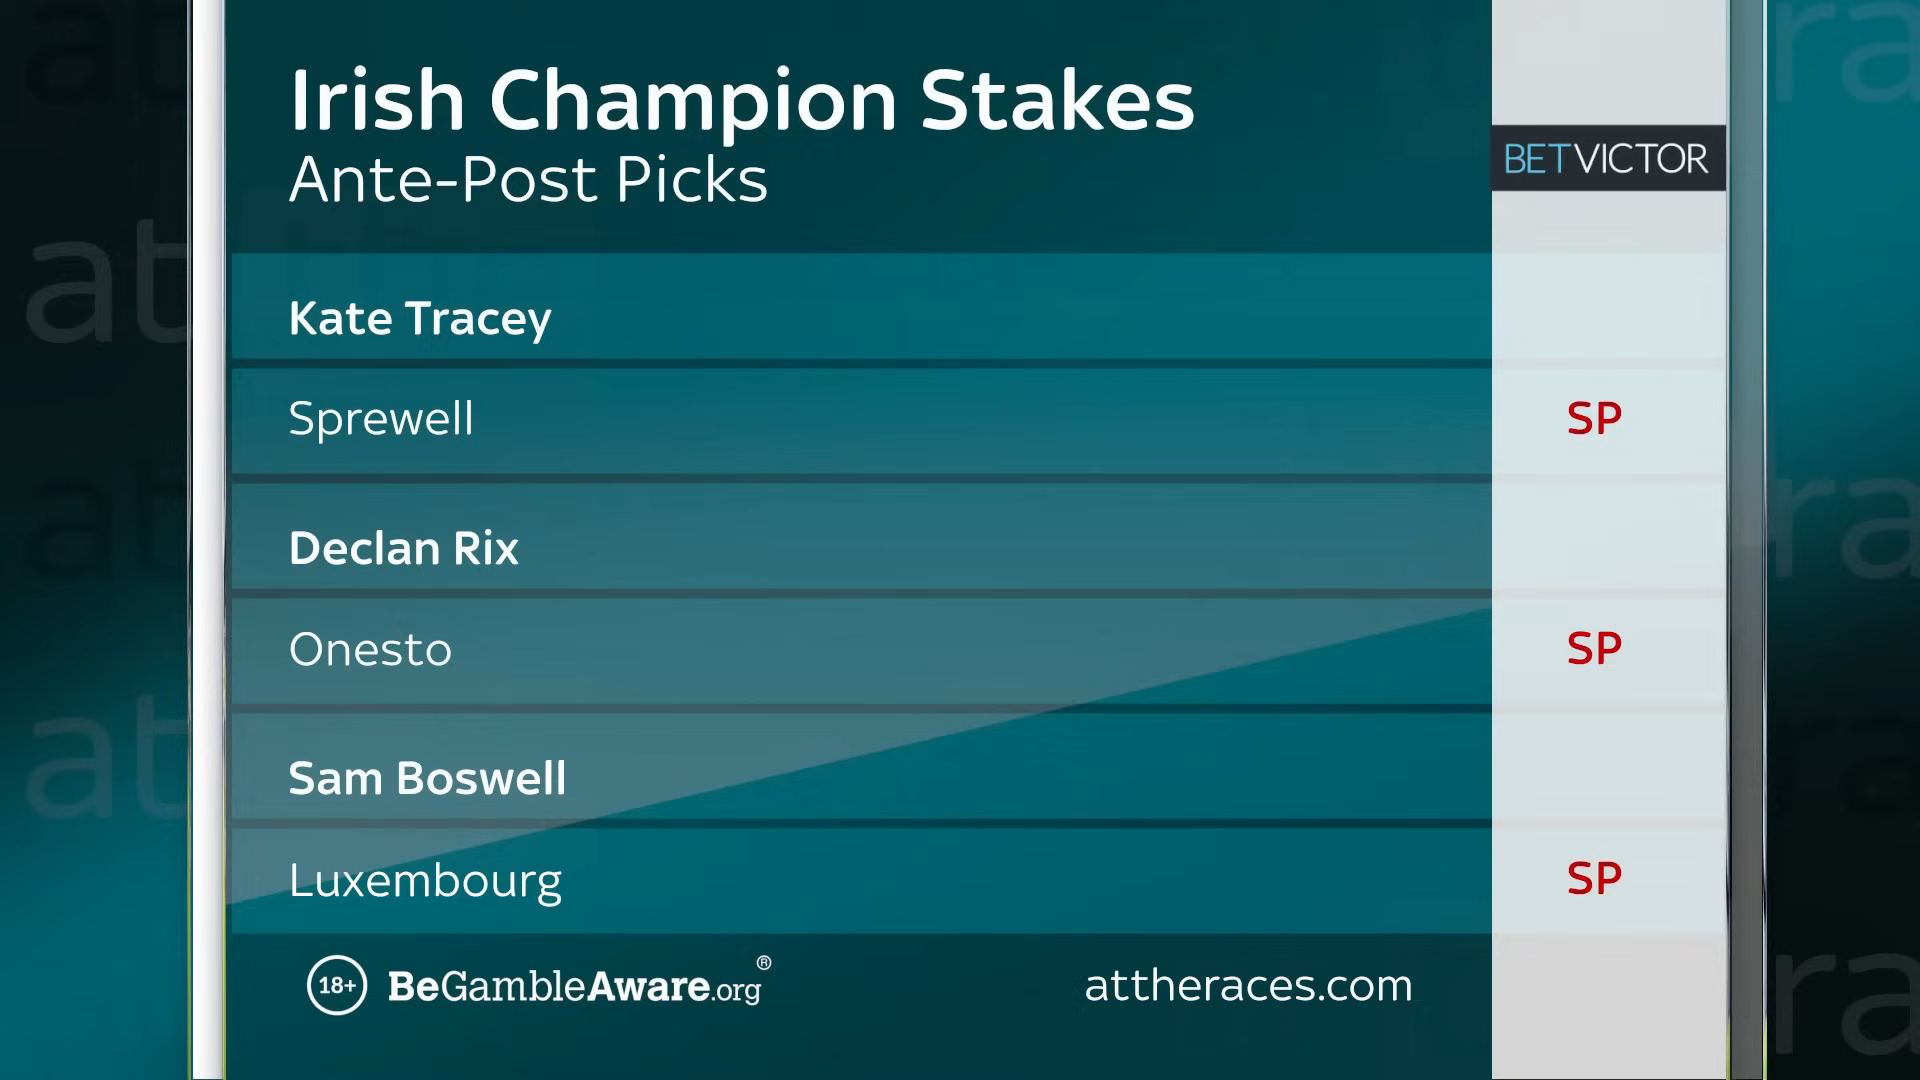 Irish Champion Stakes
Ante-Post Picks
BETVICTOR
Kate Tracey
Sprewell SP
Declan Rix
Onesto SP
Sam Boswell
Luxembourg SP
18+ BeGambleAware.org® attheraces.com